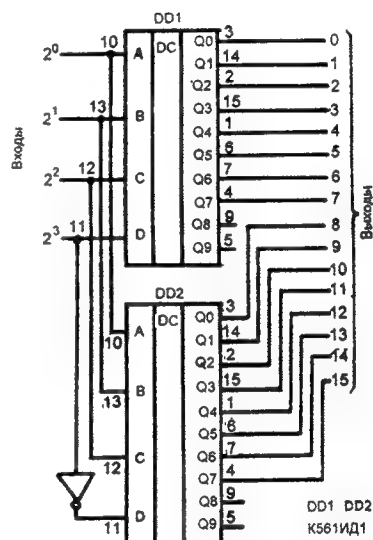 DD1
2⁰ 10 A DC Q0 3 0
Q1 14 1
Q2 2 2
2¹ 13 B Q3 15 3
Q4 1 4
Входы
2² 12 C Q5 6 5
Q6 7 6
Q7 4 7
2³ 11 D Q8 9 8
Q9 5 9
Выходы
DD2
10 A DC Q0 3 10
Q1 14 11
Q2 2 12
13 B Q3 15 13
Q4 1 14
Q5 6 15
12 C Q6 7
Q7 4
Q8 9
11 D Q9 5
DD1 DD2
К561ИД1